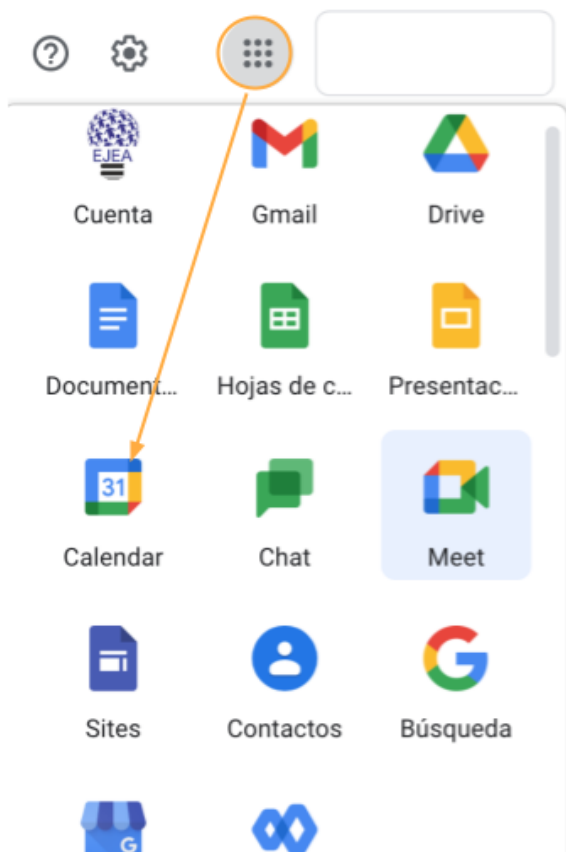 EJEA
Cuenta
Gmail
Drive
Document...
Hojas de c...
Presentac...
31
Calendar
Chat
Meet
Sites
Contactos
Búsqueda
G